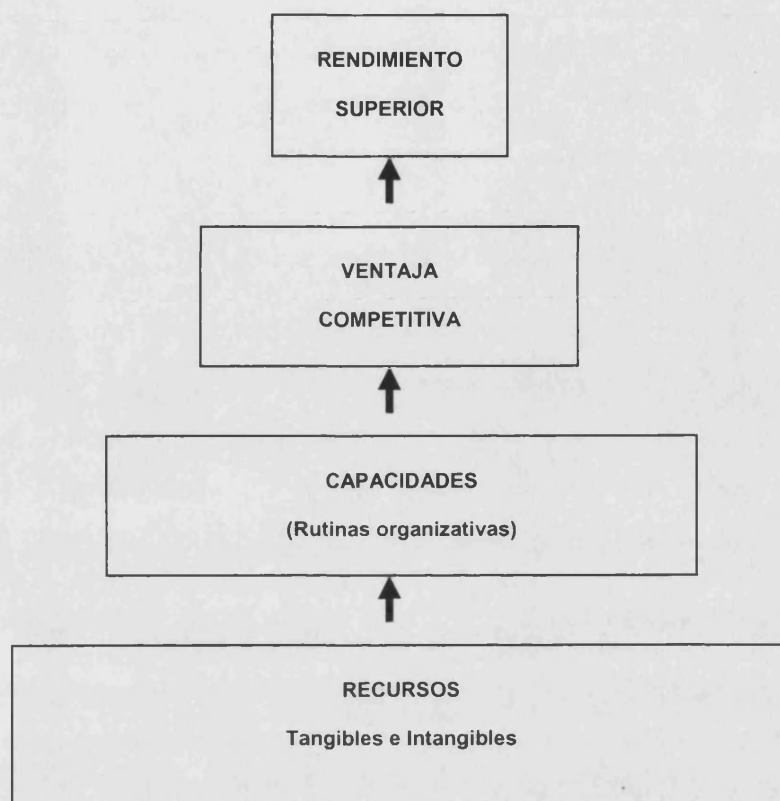 RENDIMIENTO
SUPERIOR
VENTAJA
COMPETITIVA
CAPACIDADES
(Rutinas organizativas)
RECURSOS
Tangibles e Intangibles